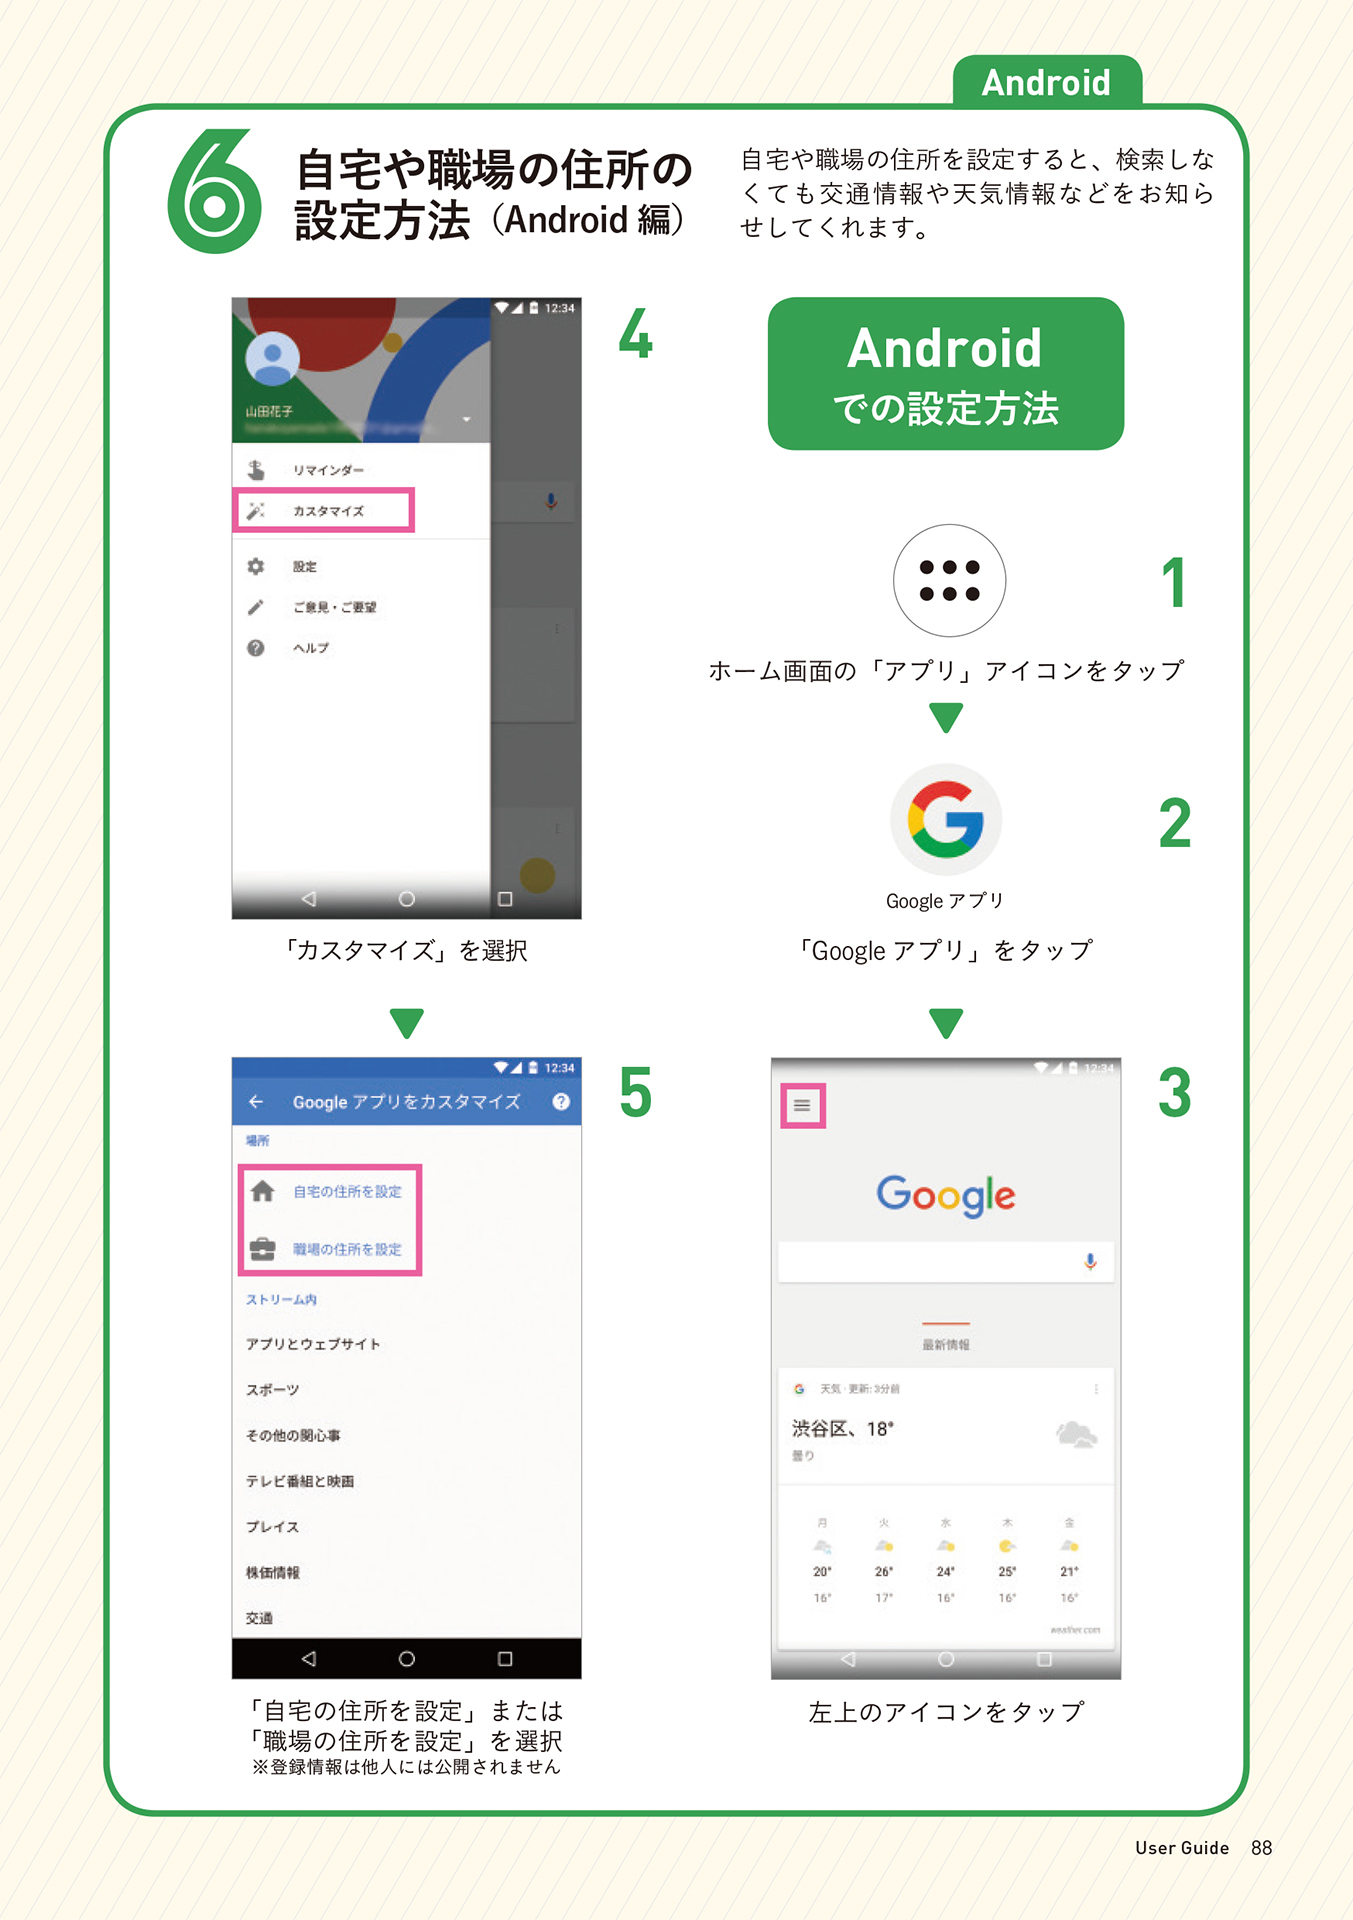 Android
6
自宅や職場の住所の
設定方法（Android 編）
自宅や職場の住所を設定すると、検索しな
くても交通情報や天気情報などをお知ら
せしてくれます。
Android
での設定方法
1
ホーム画面の「アプリ」アイコンをタップ
2
Google アプリ
「Google アプリ」をタップ
3
12:34
Google
最新情報
天気・更新: 3分前
渋谷区、18°
曇り
月 火 水 木 金
20° 26° 24° 25° 21°
16° 17° 16° 16° 16°
weather.com
左上のアイコンをタップ
4
12:34
山田花子
リマインダー
カスタマイズ
設定
ご意見・ご要望
ヘルプ
「カスタマイズ」を選択
5
12:34
Google アプリをカスタマイズ
場所
自宅の住所を設定
職場の住所を設定
ストリーム内
アプリとウェブサイト
スポーツ
その他の関心事
テレビ番組と映画
プレイス
株価情報
交通
「自宅の住所を設定」または
「職場の住所を設定」を選択
※登録情報は他人には公開されません
User Guide 88